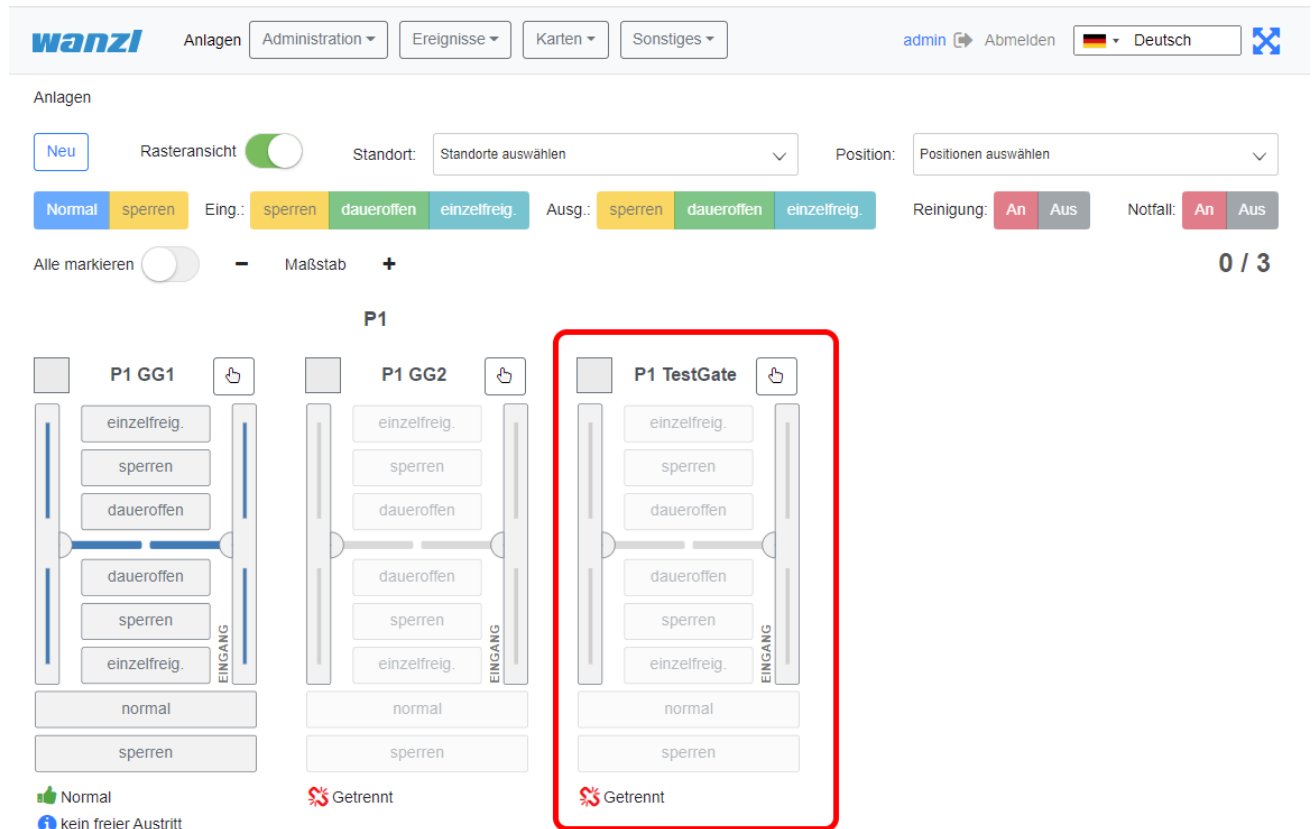 wanzl Anlagen Administration Ereignisse Karten Sonstiges admin Abmelden Deutsch
Anlagen
Neu Rasteransicht Standort: Standorte auswählen Position: Positionen auswählen
Normal sperren Eing.: sperren daueroffen einzelfreig. Ausg.: sperren daueroffen einzelfreig. Reinigung: An Aus Notfall: An Aus
Alle markieren - Maßstab + 0 / 3
P1
P1 GG1 P1 GG2 P1 TestGate
einzelfreig. einzelfreig. einzelfreig.
sperren sperren sperren
daueroffen daueroffen daueroffen
daueroffen daueroffen daueroffen
sperren sperren sperren
einzelfreig. EINGANG einzelfreig. EINGANG einzelfreig. EINGANG
normal normal normal
sperren sperren sperren
Normal Getrennt Getrennt
kein freier Austritt